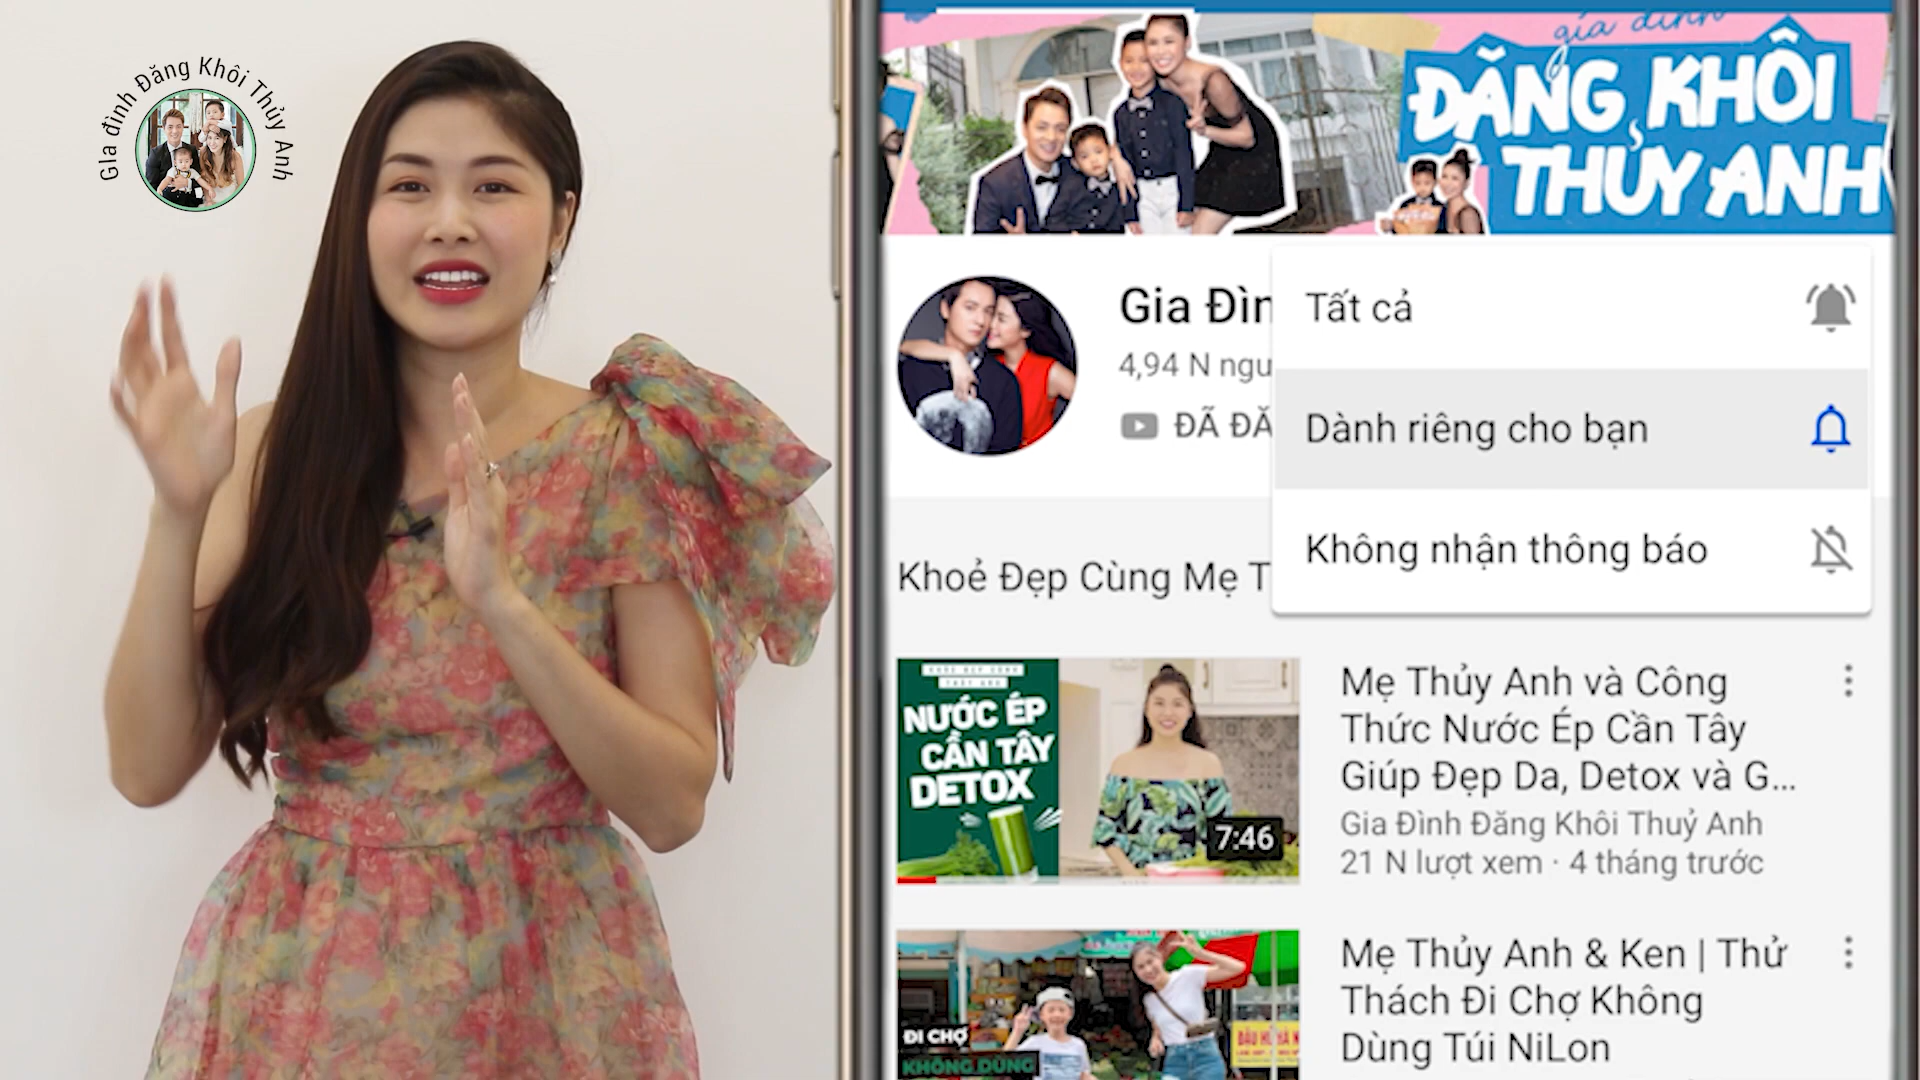 Gia đình Đăng Khôi Thủy Anh
gia đình
ĐĂNG KHÔI
THỦY ANH
Gia Đìn
4,94 N ngu
ĐÃ ĐĂ
Tất cả
Dành riêng cho bạn
Không nhận thông báo
Khoẻ Đẹp Cùng Mẹ T
NƯỚC ÉP
CẦN TÂY
DETOX
7:46
Mẹ Thủy Anh và Công
Thức Nước Ép Cần Tây
Giúp Đẹp Da, Detox và G...
Gia Đình Đăng Khôi Thuỷ Anh
21 N lượt xem · 4 tháng trước
ĐI CHỢ
KHÔNG DÙNG
Mẹ Thủy Anh & Ken | Thử
Thách Đi Chợ Không
Dùng Túi NiLon